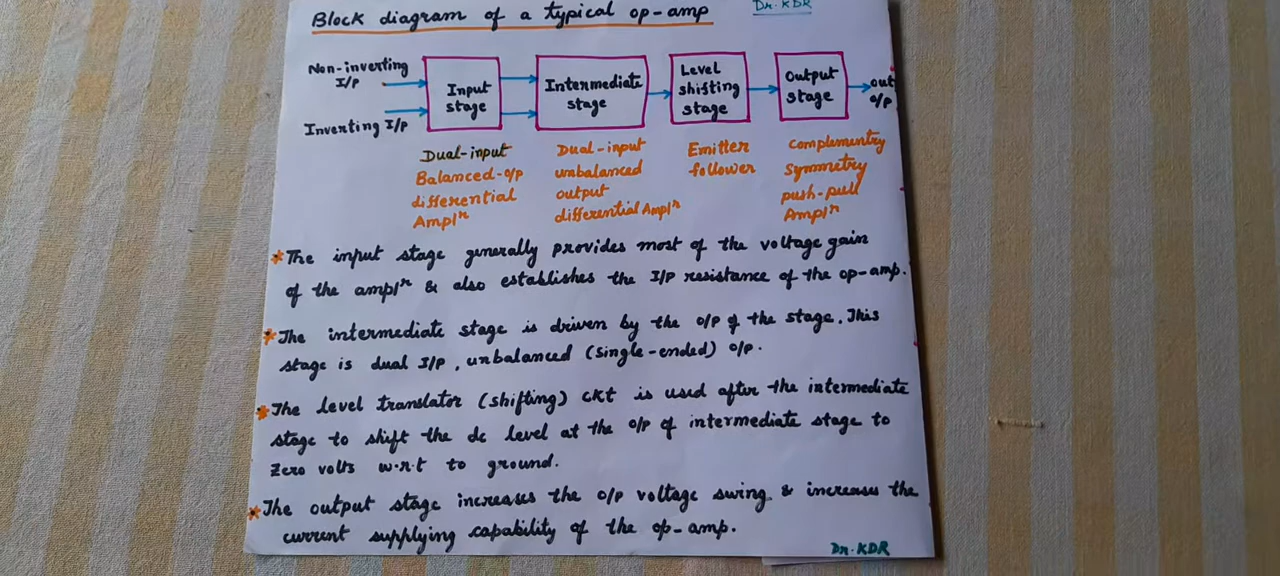 Block diagram of a typical op-amp
Dr. KDR
Non-inverting
I/P
Inverting I/P
Input
stage
Intermediate
stage
Level
shifting
stage
Output
stage
out
o/p
Dual-input
Balanced-o/p
differential
Amplr
Dual-input
unbalanced
output
differential Amplr
Emitter
follower
Complementry
Symmetry
push-pull
Amplr
* The input stage generally provides most of the voltage gain
of the amplr & also establishes the I/P resistance of the op-amp.
* The intermediate stage is driven by the o/p of the stage. This
stage is dual I/P, unbalanced (single-ended) o/p.
* The level translator (shifting) CKT is used after the intermediate
stage to shift the dc level at the o/p of intermediate stage to
Zero volts w.r.t to ground.
* The output stage increases the o/p voltage swing & increases the
current supplying capability of the op-amp.
Dr. KDR